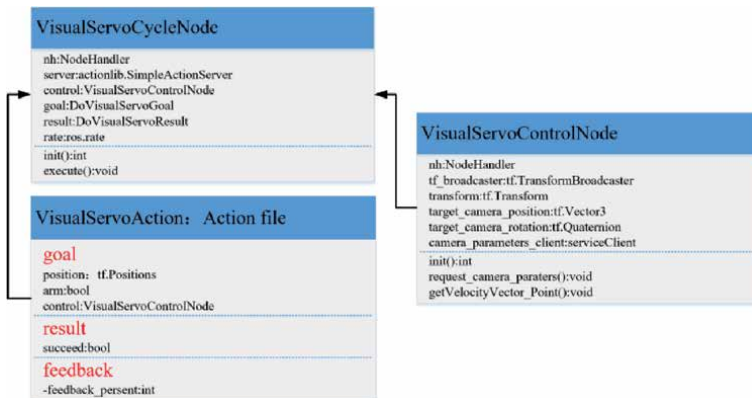 VisualServoCycleNode
nh:NodeHandler
server:actionlib.SimpleActionServer
control:VisualServoControlNode
goal:DoVisualServoGoal
result:DoVisualServoResult
rate:ros.rate
init():int
execute():void
VisualServoAction：Action file
goal
position：tf.Positions
arm:bool
control:VisualServoControlNode
result
succeed:bool
feedback
-feedback_persent:int
VisualServoControlNode
nh:NodeHandler
tf_broadcaster:tf.TransformBroadcaster
transform:tf.Transform
target_camera_position:tf.Vector3
target_camera_rotation:tf.Quaternion
camera_parameters_client:serviceClient
init():int
request_camera_paraters():void
getVelocityVector_Point():void